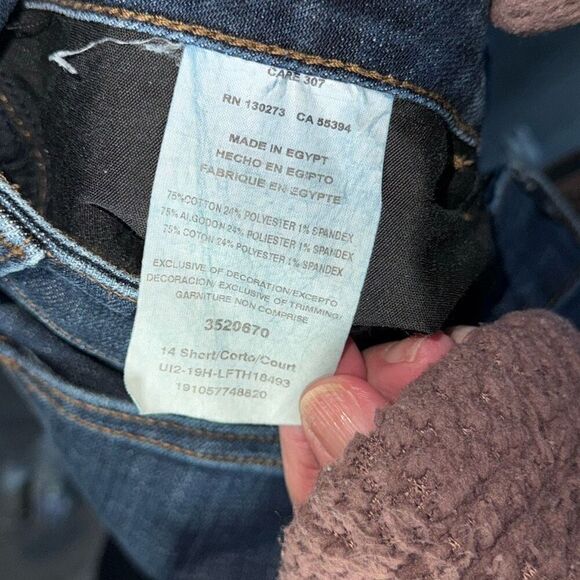 CARE 307
RN 130273 CA 55394
MADE IN EGYPT
HECHO EN EGIPTO
FABRIQUE EN EGYPTE
75%COTTON 24% POLYESTER 1% SPANDEX
75%ALGODON 24% POLYESTER 1% SPANDEX
75% COTON 24% POLYESTER 1% SPANDEX
EXCLUSIVE OF DECORATION/EXCEPTO
DECORACION/EXCLUSIVE OF TRIMMING/
GARNITURE NON COMPRISE
3520670
14 Short/Corto/Court
UI2-19H-LFTH18493
191057748820